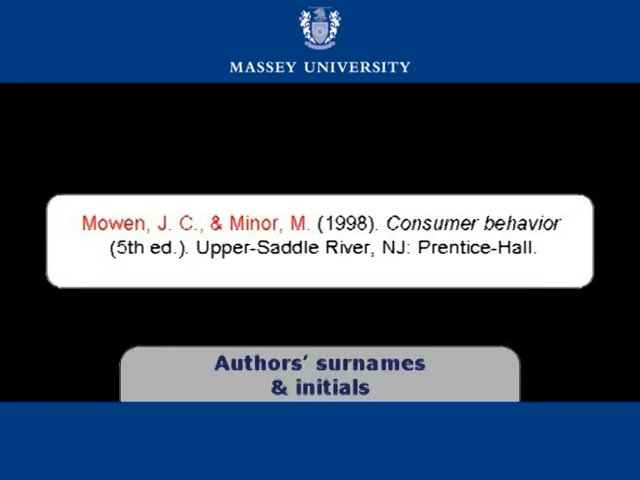 MASSEY UNIVERSITY
Mowen, J. C., & Minor, M. (1998). Consumer behavior
(5th ed.). Upper-Saddle River, NJ: Prentice-Hall.
Authors' surnames
& initials